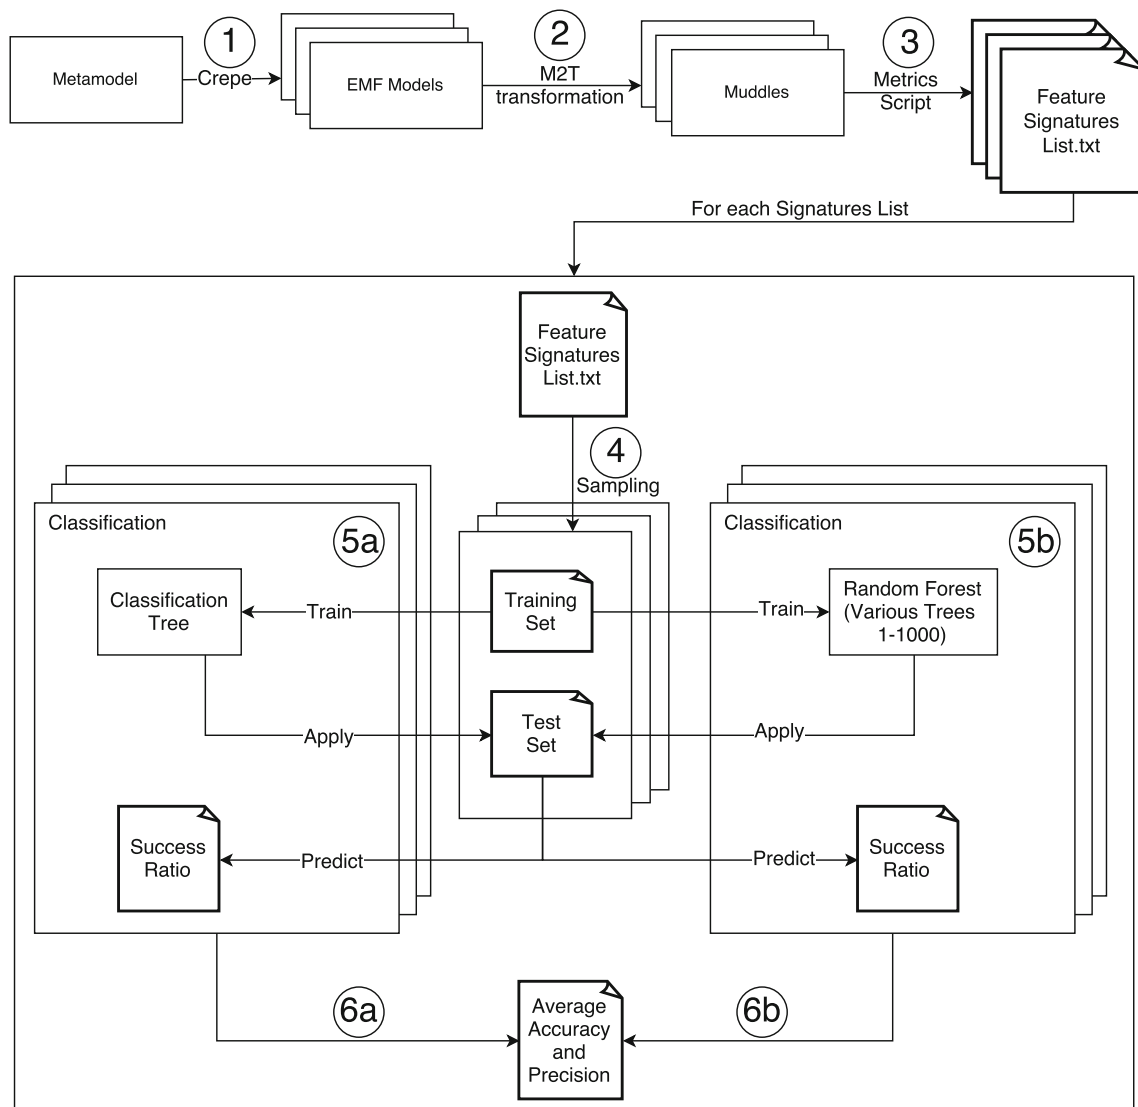 1
2
3
Metamodel
Crepe
EMF Models
M2T
transformation
Muddles
Metrics
Script
Feature
Signatures
List.txt
For each Signatures List
Feature
Signatures
List.txt
4
Sampling
Classification
5a
Classification
5b
Classification
Tree
Train
Training
Set
Train
Random Forest
(Various Trees
1-1000)
Apply
Test
Set
Apply
Success
Ratio
Predict
Predict
Success
Ratio
6a
Average
Accuracy
and
Precision
6b